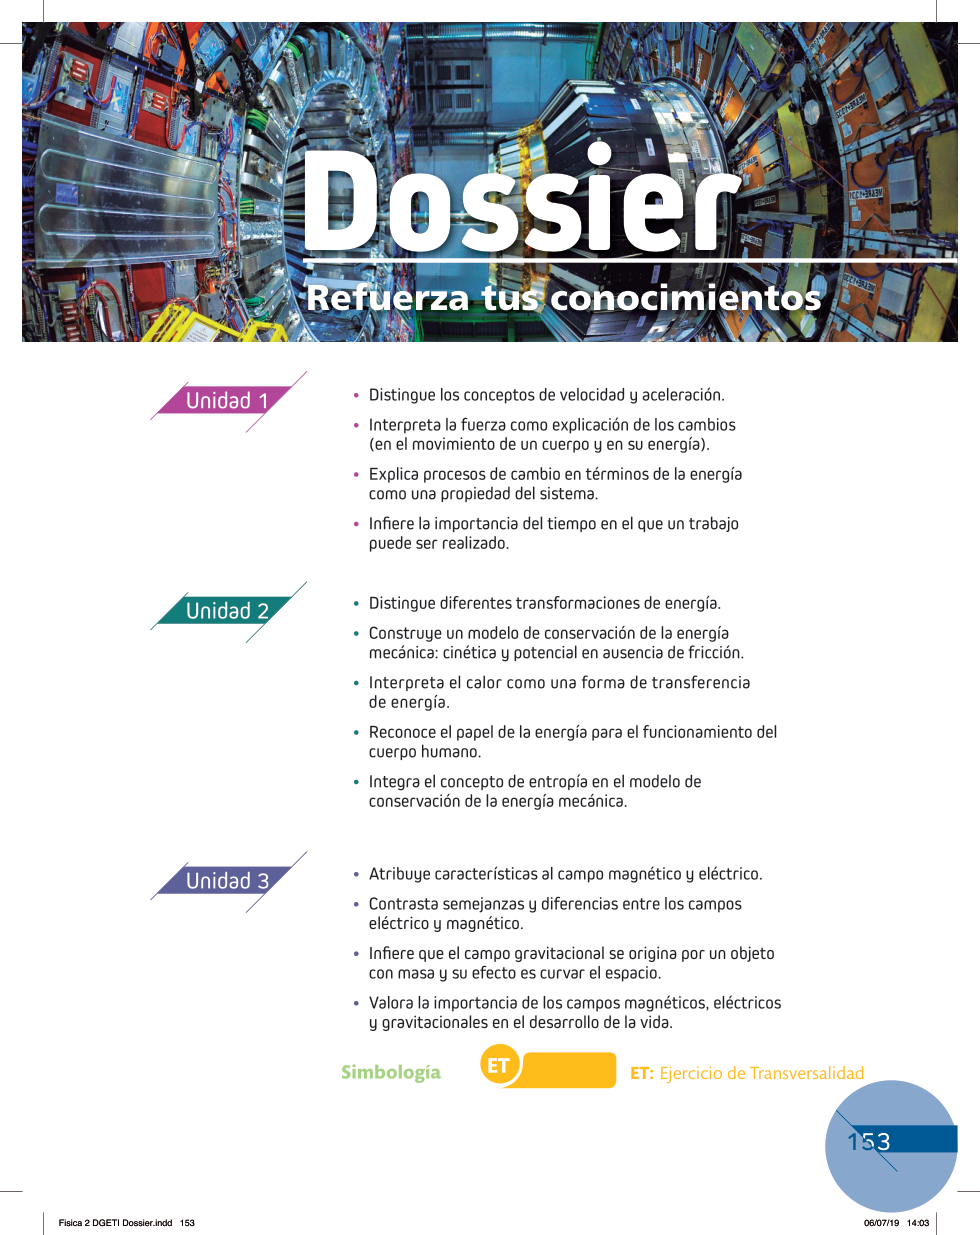 Dossier
Refuerza tus conocimientos
Unidad 1
• Distingue los conceptos de velocidad y aceleración.
• Interpreta la fuerza como explicación de los cambios
(en el movimiento de un cuerpo y en su energía).
• Explica procesos de cambio en términos de la energía
como una propiedad del sistema.
• Infiere la importancia del tiempo en el que un trabajo
puede ser realizado.
Unidad 2
• Distingue diferentes transformaciones de energía.
• Construye un modelo de conservación de la energía
mecánica: cinética y potencial en ausencia de fricción.
• Interpreta el calor como una forma de transferencia
de energía.
• Reconoce el papel de la energía para el funcionamiento del
cuerpo humano.
• Integra el concepto de entropía en el modelo de
conservación de la energía mecánica.
Unidad 3
• Atribuye características al campo magnético y eléctrico.
• Contrasta semejanzas y diferencias entre los campos
eléctrico y magnético.
• Infiere que el campo gravitacional se origina por un objeto
con masa y su efecto es curvar el espacio.
• Valora la importancia de los campos magnéticos, eléctricos
y gravitacionales en el desarrollo de la vida.
Simbología ET ET: Ejercicio de Transversalidad
153
Fisica 2 DGETI Dossier.indd 153 06/07/19 14:03